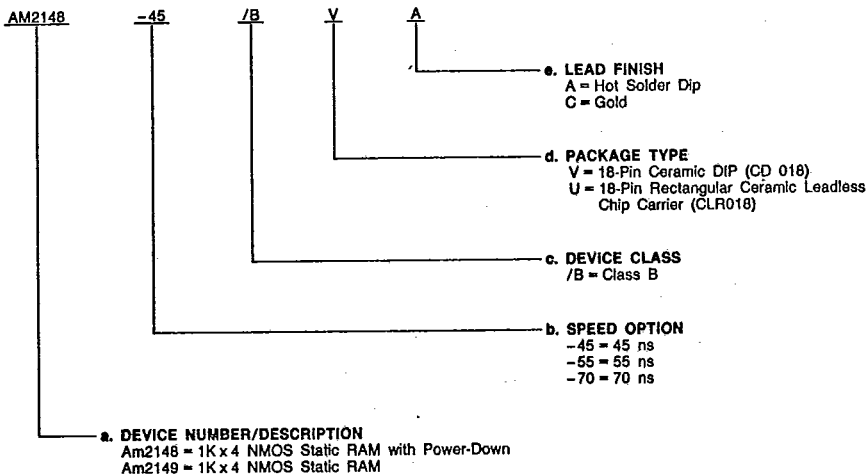 AM2148 -45 /B V A
e. LEAD FINISH
A = Hot Solder Dip
C = Gold
d. PACKAGE TYPE
V = 18-Pin Ceramic DIP (CD 018)
U = 18-Pin Rectangular Ceramic Leadless
Chip Carrier (CLR018)
c. DEVICE CLASS
/B = Class B
b. SPEED OPTION
-45 = 45 ns
-55 = 55 ns
-70 = 70 ns
a. DEVICE NUMBER/DESCRIPTION
Am2148 = 1K x 4 NMOS Static RAM with Power-Down
Am2149 = 1K x 4 NMOS Static RAM